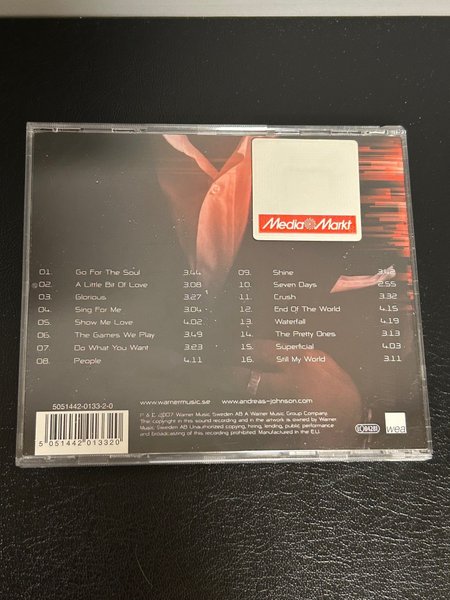 Media Markt
01. Go For The Soul 3.44
02. A Little Bit Of Love 3.08
03. Glorious 3.27
04. Sing For Me 3.04
05. Show Me Love 4.02
06. The Games We Play 3.49
07. Do What You Want 3.23
08. People 4.11
09. Shine 3.42
10. Seven Days 2.55
11. Crush 3.32
12. End Of The World 4.15
13. Waterfall 4.19
14. The Pretty Ones 3.13
15. Superficial 4.03
16. Still My World 3.11
www.warnermusic.se www.andreas-johnson.com
5051442-0133-2-0
5 051442 013320
℗ & © 2007 Warner Music Sweden AB A Warner Music Group Company.
The copyright in this sound recording and in the artwork is owned by Warner
Music Sweden AB Unauthorized copying, hiring, lending, public, performance
and broadcasting of this recording prohibited. Manufactured in the E.U.
LC 04281
wea